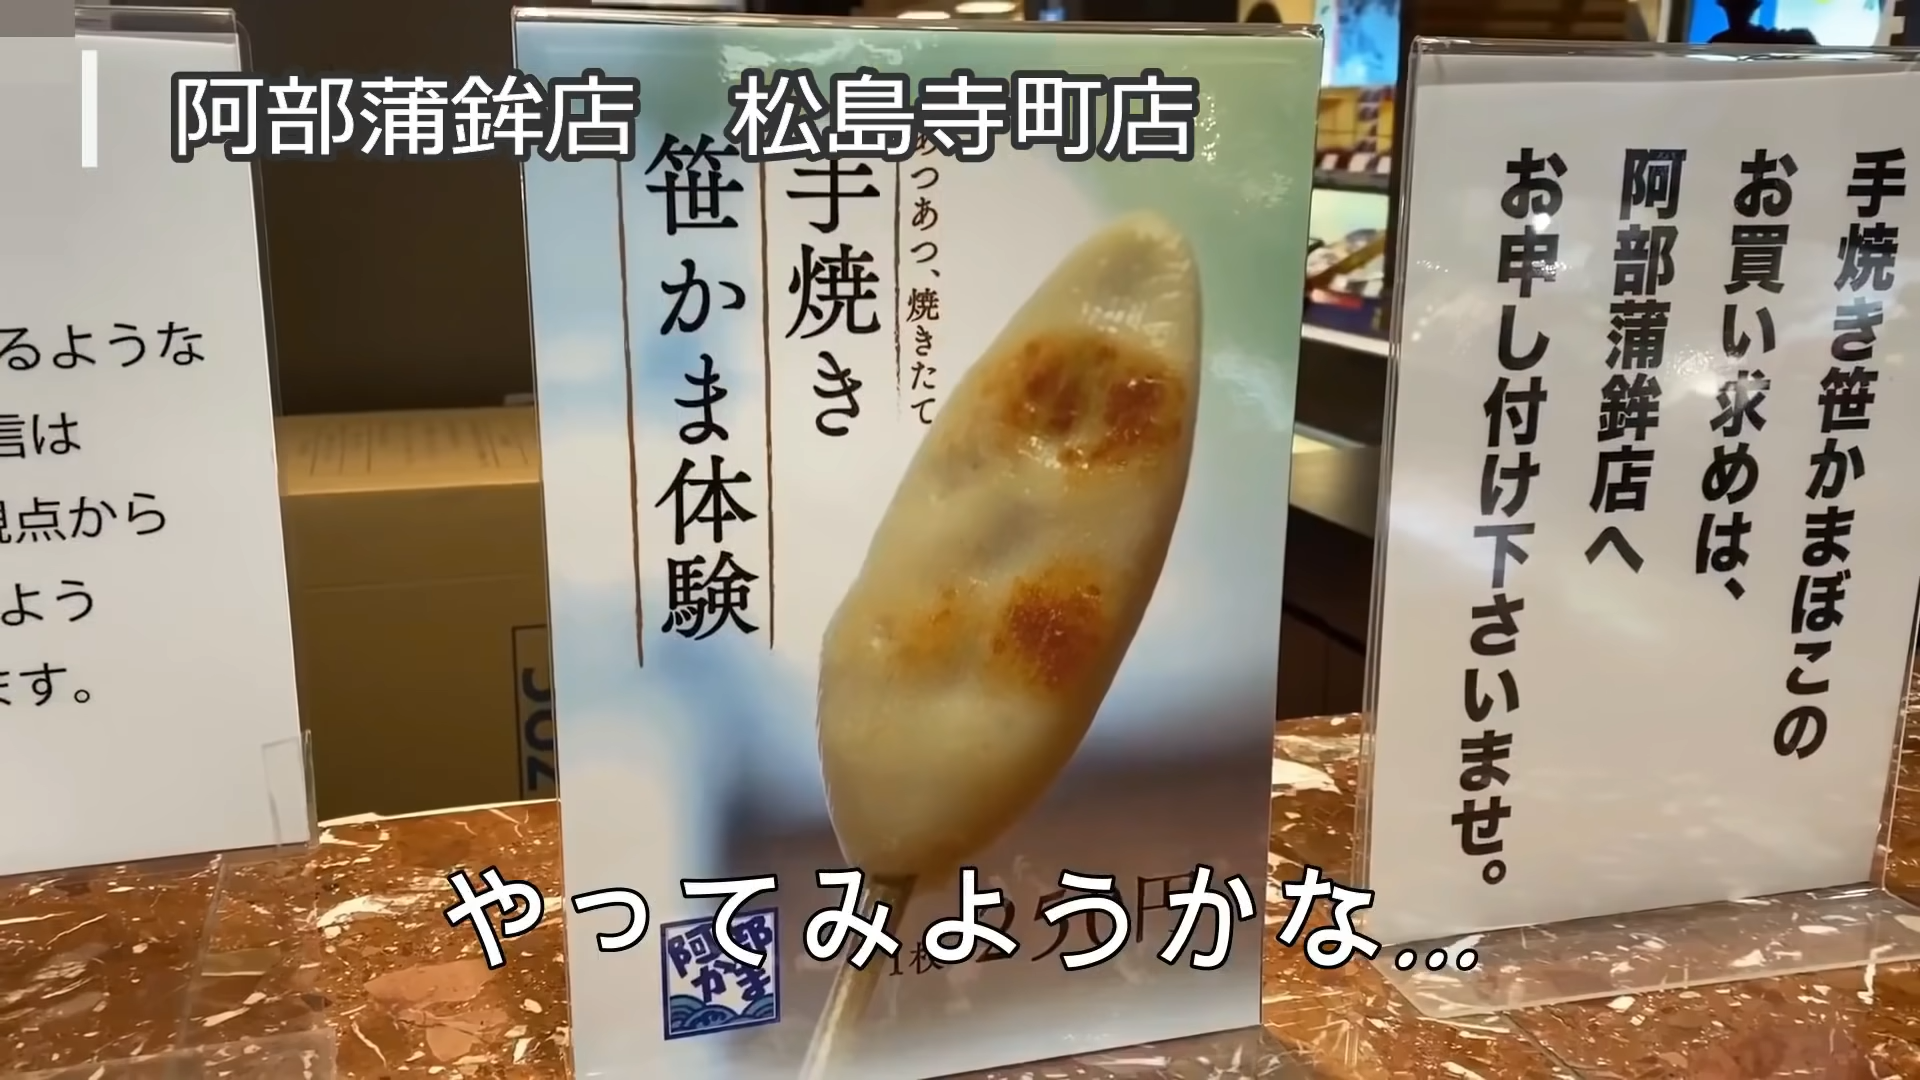 阿部蒲鉾店　松島寺町店
あつあつ、焼きたて
手焼き
笹かま体験
1枚
円
阿部
かま
手焼き笹かまぼこの
お買い求めは、
阿部蒲鉾店へ
お申し付け下さいませ。
るような
信は
観点から
よう
ます。
やってみようかな...